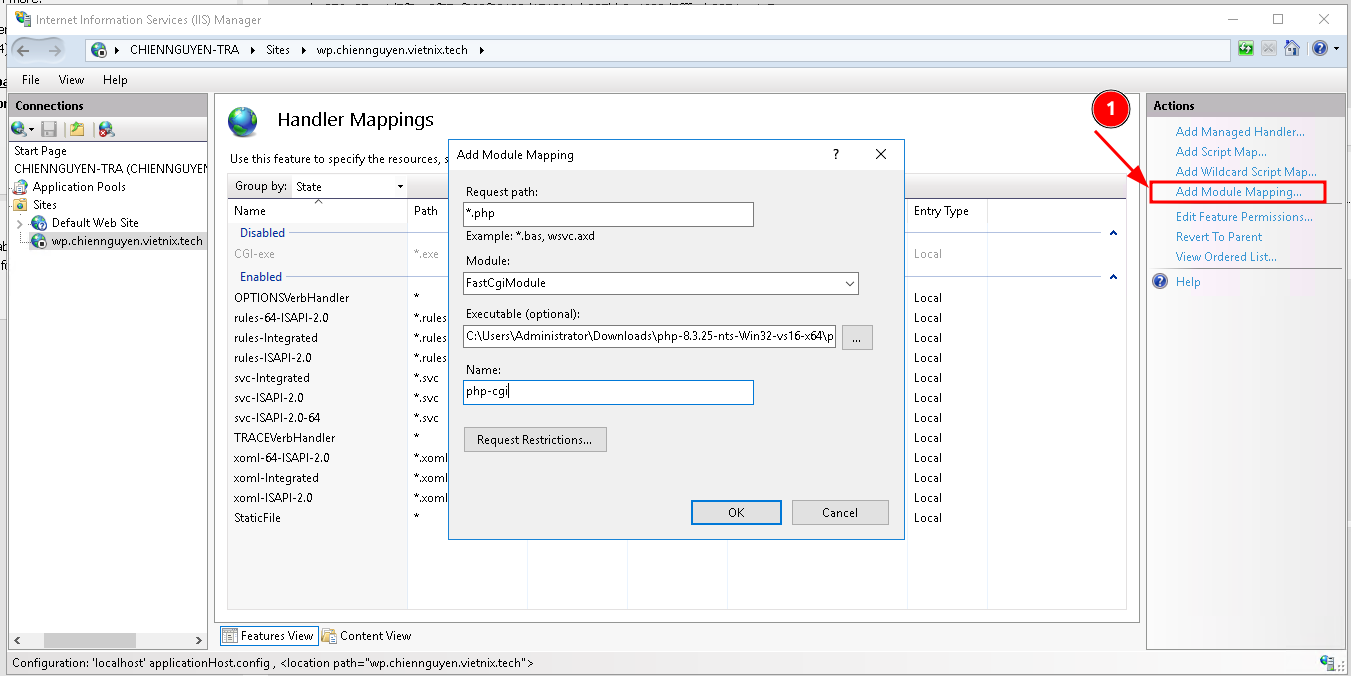 Internet Information Services (IIS) Manager
CHIENNGUYEN-TRA Sites wp.chiennguyen.vietnix.tech
File View Help
Connections
Start Page
CHIENNGUYEN-TRA (CHIENNGUYEN
Application Pools
Sites
Default Web Site
wp.chiennguyen.vietnix.tech
Handler Mappings
Use this feature to specify the resources, s
Group by: State
Name Path Entry Type
Disabled
CGI-exe *.exe Local
Enabled
OPTIONSVerbHandler * Local
rules-64-ISAPI-2.0 *.rules Local
rules-Integrated *.rules Local
rules-ISAPI-2.0 *.rules Local
svc-Integrated *.svc Local
svc-ISAPI-2.0 *.svc Local
svc-ISAPI-2.0-64 *.svc Local
TRACEVerbHandler * Local
xoml-64-ISAPI-2.0 *.xoml Local
xoml-Integrated *.xoml Local
xoml-ISAPI-2.0 *.xoml Local
StaticFile * Local
Add Module Mapping ?
Request path:
*.php
Example: *.bas, wsvc.axd
Module:
FastCgiModule
Executable (optional):
C:\Users\Administrator\Downloads\php-8.3.25-nts-Win32-vs16-x64\p ...
Name:
php-cgi
Request Restrictions...
OK Cancel
1
Actions
Add Managed Handler...
Add Script Map...
Add Wildcard Script Map...
Add Module Mapping...
Edit Feature Permissions...
Revert To Parent
View Ordered List...
Help
Features View Content View
Configuration: 'localhost' applicationHost.config , <location path="wp.chiennguyen.vietnix.tech">